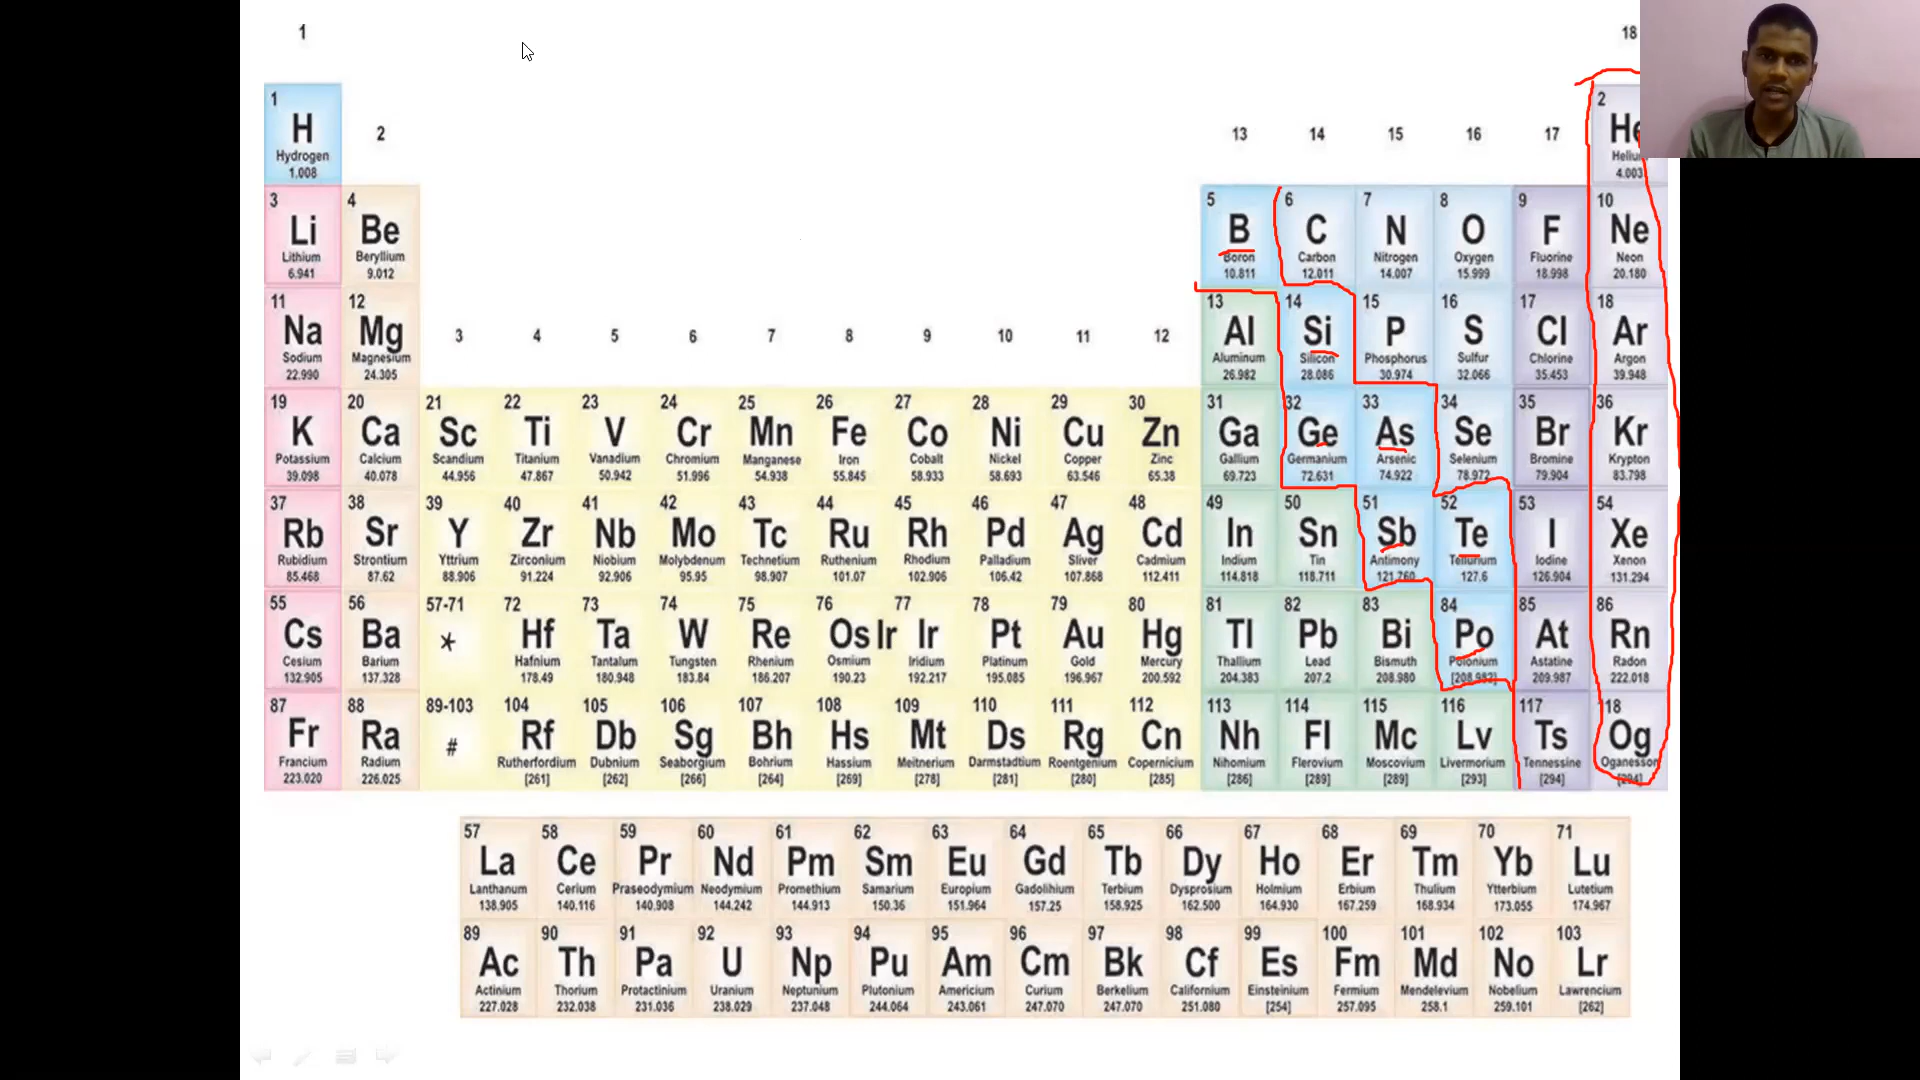 1 18
1 2
H 2 13 14 15 16 17 He
Hydrogen
1.008 4.003
3 4 5 6 7 8 9 10
Li Be B C N O F Ne
Lithium Beryllium Boron Carbon Nitrogen Oxygen Fluorine Neon
6.941 9.012 10.811 12.011 14.007 15.999 18.998 20.180
11 12 13 14 15 16 17 18
Na Mg 3 4 5 6 7 8 9 10 11 12 Al Si P S Cl Ar
Sodium Magnesium Aluminum Silicon Phosphorus Sulfur Chlorine Argon
22.990 24.305 26.982 28.086 30.974 32.066 35.453 39.948
19 20 21 22 23 24 25 26 27 28 29 30 31 32 33 34 35 36
K Ca Sc Ti V Cr Mn Fe Co Ni Cu Zn Ga Ge As Se Br Kr
Potassium Calcium Scandium Titanium Vanadium Chromium Manganese Iron Cobalt Nickel Copper Zinc Gallium Germanium Arsenic Selenium Bromine Krypton
39.098 40.078 44.956 47.867 50.942 51.996 54.938 55.845 58.933 58.693 63.546 65.38 69.723 72.631 74.922 78.972 79.904 83.798
37 38 39 40 41 42 43 44 45 46 47 48 49 50 51 52 53 54
Rb Sr Y Zr Nb Mo Tc Ru Rh Pd Ag Cd In Sn Sb Te I Xe
Rubidium Strontium Yttrium Zirconium Niobium Molybdenum Technetium Ruthenium Rhodium Palladium Sliver Cadmium Indium Tin Antimony Tellurium Iodine Xenon
85.468 87.62 88.906 91.224 92.906 95.95 98.907 101.07 102.906 106.42 107.868 112.411 114.818 118.711 121.760 127.6 126.904 131.294
55 56 57-71 72 73 74 75 76 77 78 79 80 81 82 83 84 85 86
Cs Ba * Hf Ta W Re Os Ir Ir Pt Au Hg Tl Pb Bi Po At Rn
Cesium Barium Hafnium Tantalum Tungsten Rhenium Osmium Iridium Platinum Gold Mercury Thallium Lead Bismuth Polonium Astatine Radon
132.905 137.328 178.49 180.948 183.84 186.207 190.23 192.217 195.085 196.967 200.592 204.383 207.2 208.980 [208.982] 209.987 222.018
87 88 89-103 104 105 106 107 108 109 110 111 112 113 114 115 116 117 18
Fr Ra # Rf Db Sg Bh Hs Mt Ds Rg Cn Nh Fl Mc Lv Ts Og
Francium Radium Rutherfordium Dubnium Seaborgium Bohrium Hassium Meitnerium Darmstadtium Roentgenium Copernicium Nihomium Flerovium Moscovium Livermorium Tennessine Oganesson
223.020 226.025 [261] [262] [266] [264] [269] [278] [281] [280] [285] [286] [289] [289] [293] [294] [294]
57 58 59 60 61 62 63 64 65 66 67 68 69 70 71
La Ce Pr Nd Pm Sm Eu Gd Tb Dy Ho Er Tm Yb Lu
Lanthanum Cerium Praseodymium Neodymium Promethium Samarium Europium Gadolihium Terbium Dysprosium Holmium Erbium Thulium Ytterbium Lutetium
138.905 140.116 140.908 144.242 144.913 150.36 151.964 157.25 158.925 162.500 164.930 167.259 168.934 173.055 174.967
89 90 91 92 93 94 95 96 97 98 99 100 101 102 103
Ac Th Pa U Np Pu Am Cm Bk Cf Es Fm Md No Lr
Actinium Thorium Protactinium Uranium Neptunium Plutonium Americium Curium Berkelium Californium Einsteinium Fermium Mendelevium Nobelium Lawrencium
227.028 232.038 231.036 238.029 237.048 244.064 243.061 247.070 247.070 251.080 [254] 257.095 258.1 259.101 [262]